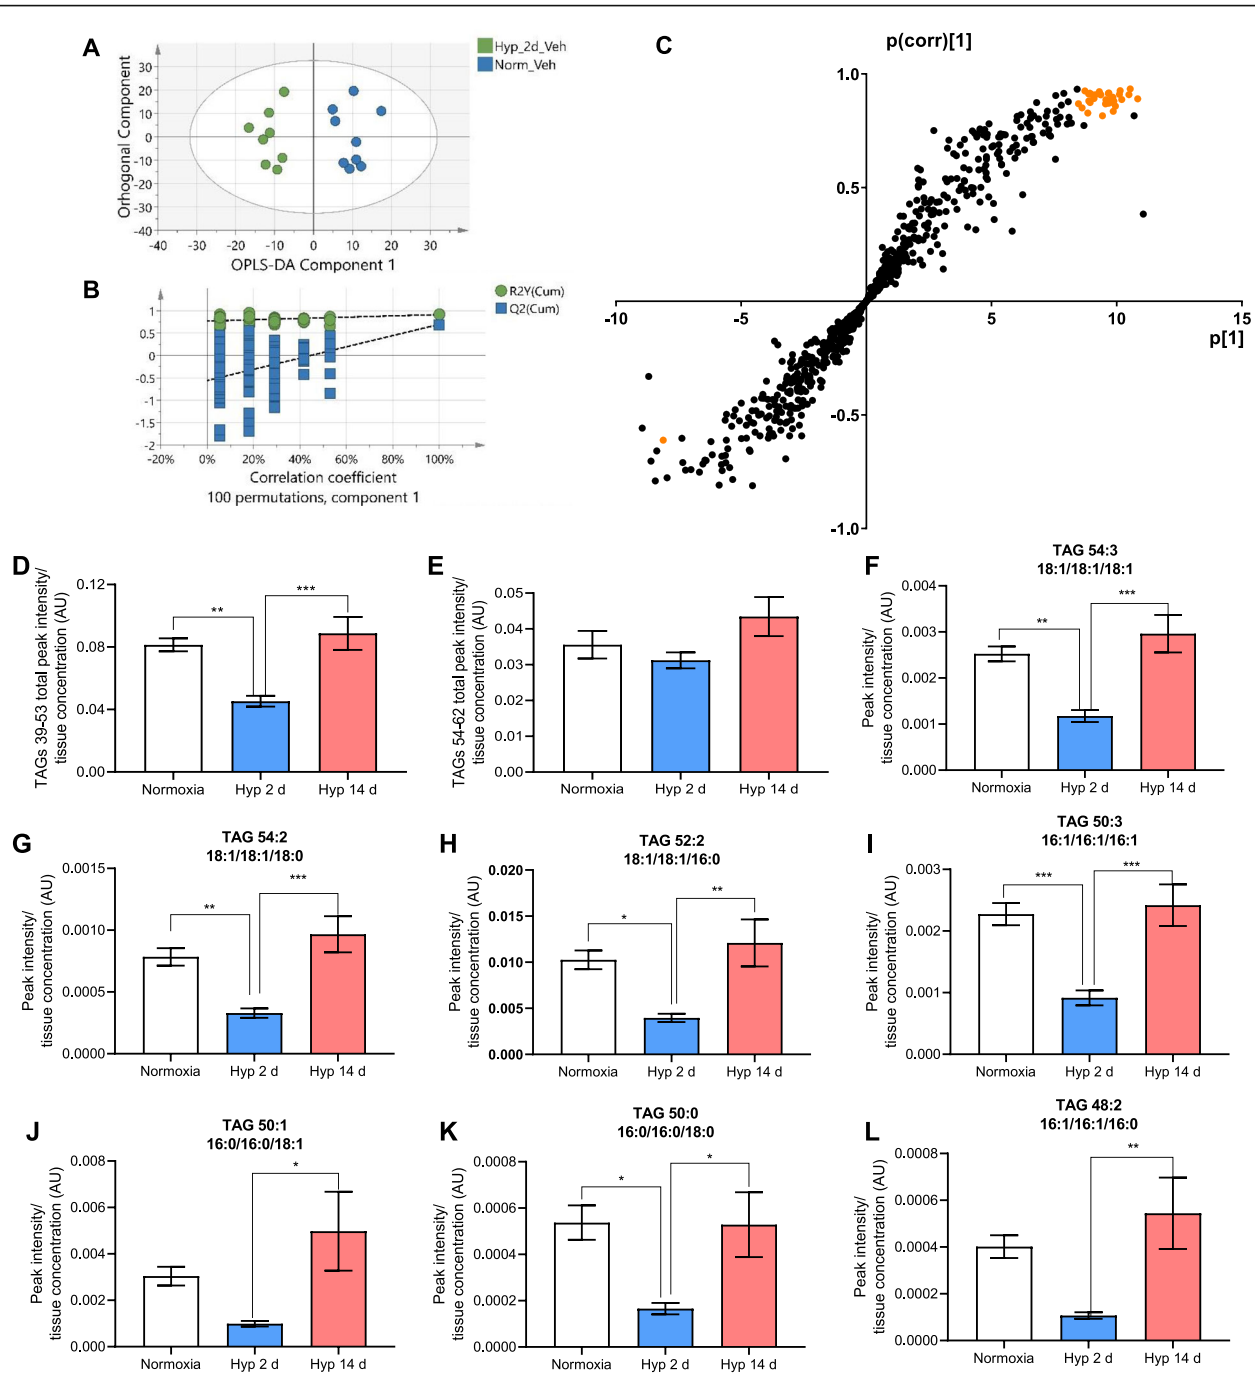 A
Hyp_2d_Veh
Norm_Veh
Orhogonal Component
30
20
10
0
-10
-20
-30
-40
-40 -30 -20 -10 0 10 20 30
OPLS-DA Component 1
B
R2Y(Cum)
Q2(Cum)
1
0.5
0
-0.5
-1
-1.5
-2
-20% 0% 20% 40% 60% 80% 100%
Correlation coefficient
100 permutations, component 1
C
p(corr)[1]
1.0
0.5
-0.5
-1.0
-10 -5 5 10 15
p[1]
D
TAGs 39-53 total peak intensity/
tissue concentration (AU)
0.12
0.08
0.04
0.00
** ***
Normoxia Hyp 2 d Hyp 14 d
E
TAGs 54-62 total peak intensity/
tissue concentration (AU)
0.05
0.04
0.03
0.02
0.01
0.00
Normoxia Hyp 2 d Hyp 14 d
F
TAG 54:3
18:1/18:1/18:1
Peak intensity/
tissue concentration (AU)
0.004
0.003
0.002
0.001
0.000
** ***
Normoxia Hyp 2 d Hyp 14 d
G
TAG 54:2
18:1/18:1/18:0
Peak intensity/
tissue concentration (AU)
0.0015
0.0010
0.0005
0.0000
** ***
Normoxia Hyp 2 d Hyp 14 d
H
TAG 52:2
18:1/18:1/16:0
Peak intensity/
tissue concentration (AU)
0.020
0.015
0.010
0.005
0.000
* **
Normoxia Hyp 2 d Hyp 14 d
I
TAG 50:3
16:1/16:1/16:1
Peak intensity/
tissue concentration (AU)
0.003
0.002
0.001
0.000
*** ***
Normoxia Hyp 2 d Hyp 14 d
J
TAG 50:1
16:0/16:0/18:1
Peak intensity/
tissue concentration (AU)
0.008
0.006
0.004
0.002
0.000
*
Normoxia Hyp 2 d Hyp 14 d
K
TAG 50:0
16:0/16:0/18:0
Peak intensity/
tissue concentration (AU)
0.0008
0.0006
0.0004
0.0002
0.0000
* *
Normoxia Hyp 2 d Hyp 14 d
L
TAG 48:2
16:1/16:1/16:0
Peak intensity/
tissue concentration (AU)
0.0008
0.0006
0.0004
0.0002
0.0000
**
Normoxia Hyp 2 d Hyp 14 d